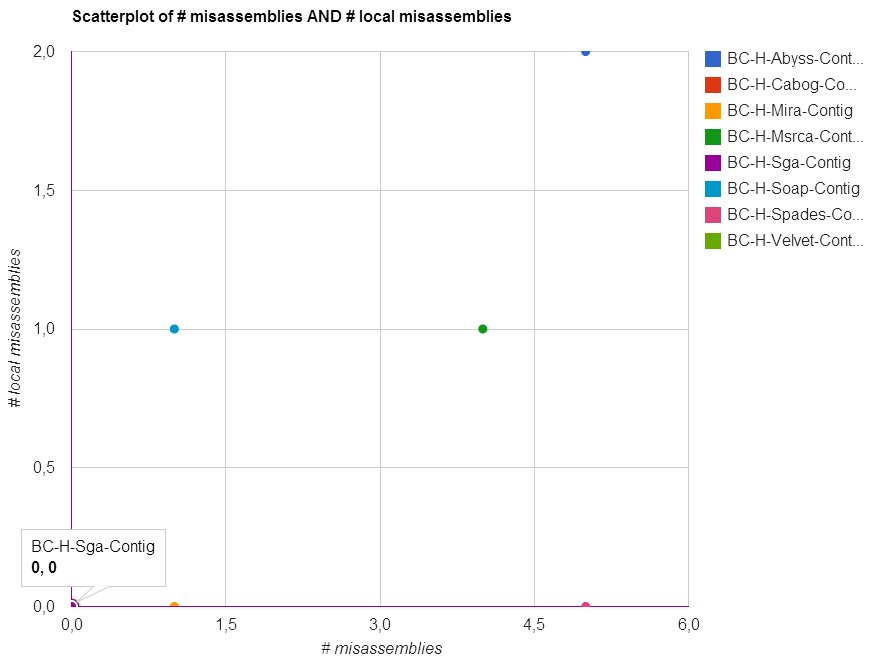 Scatterplot of # misassemblies AND # local misassemblies
2,0
1,5
1,0
0,5
0,0
# local misassemblies
BC-H-Sga-Contig
0, 0
0,0
1,5
3,0
4,5
6,0
# misassemblies
BC-H-Abyss-Cont...
BC-H-Cabog-Co...
BC-H-Mira-Contig
BC-H-Msrca-Cont...
BC-H-Sga-Contig
BC-H-Soap-Contig
BC-H-Spades-Co...
BC-H-Velvet-Cont...